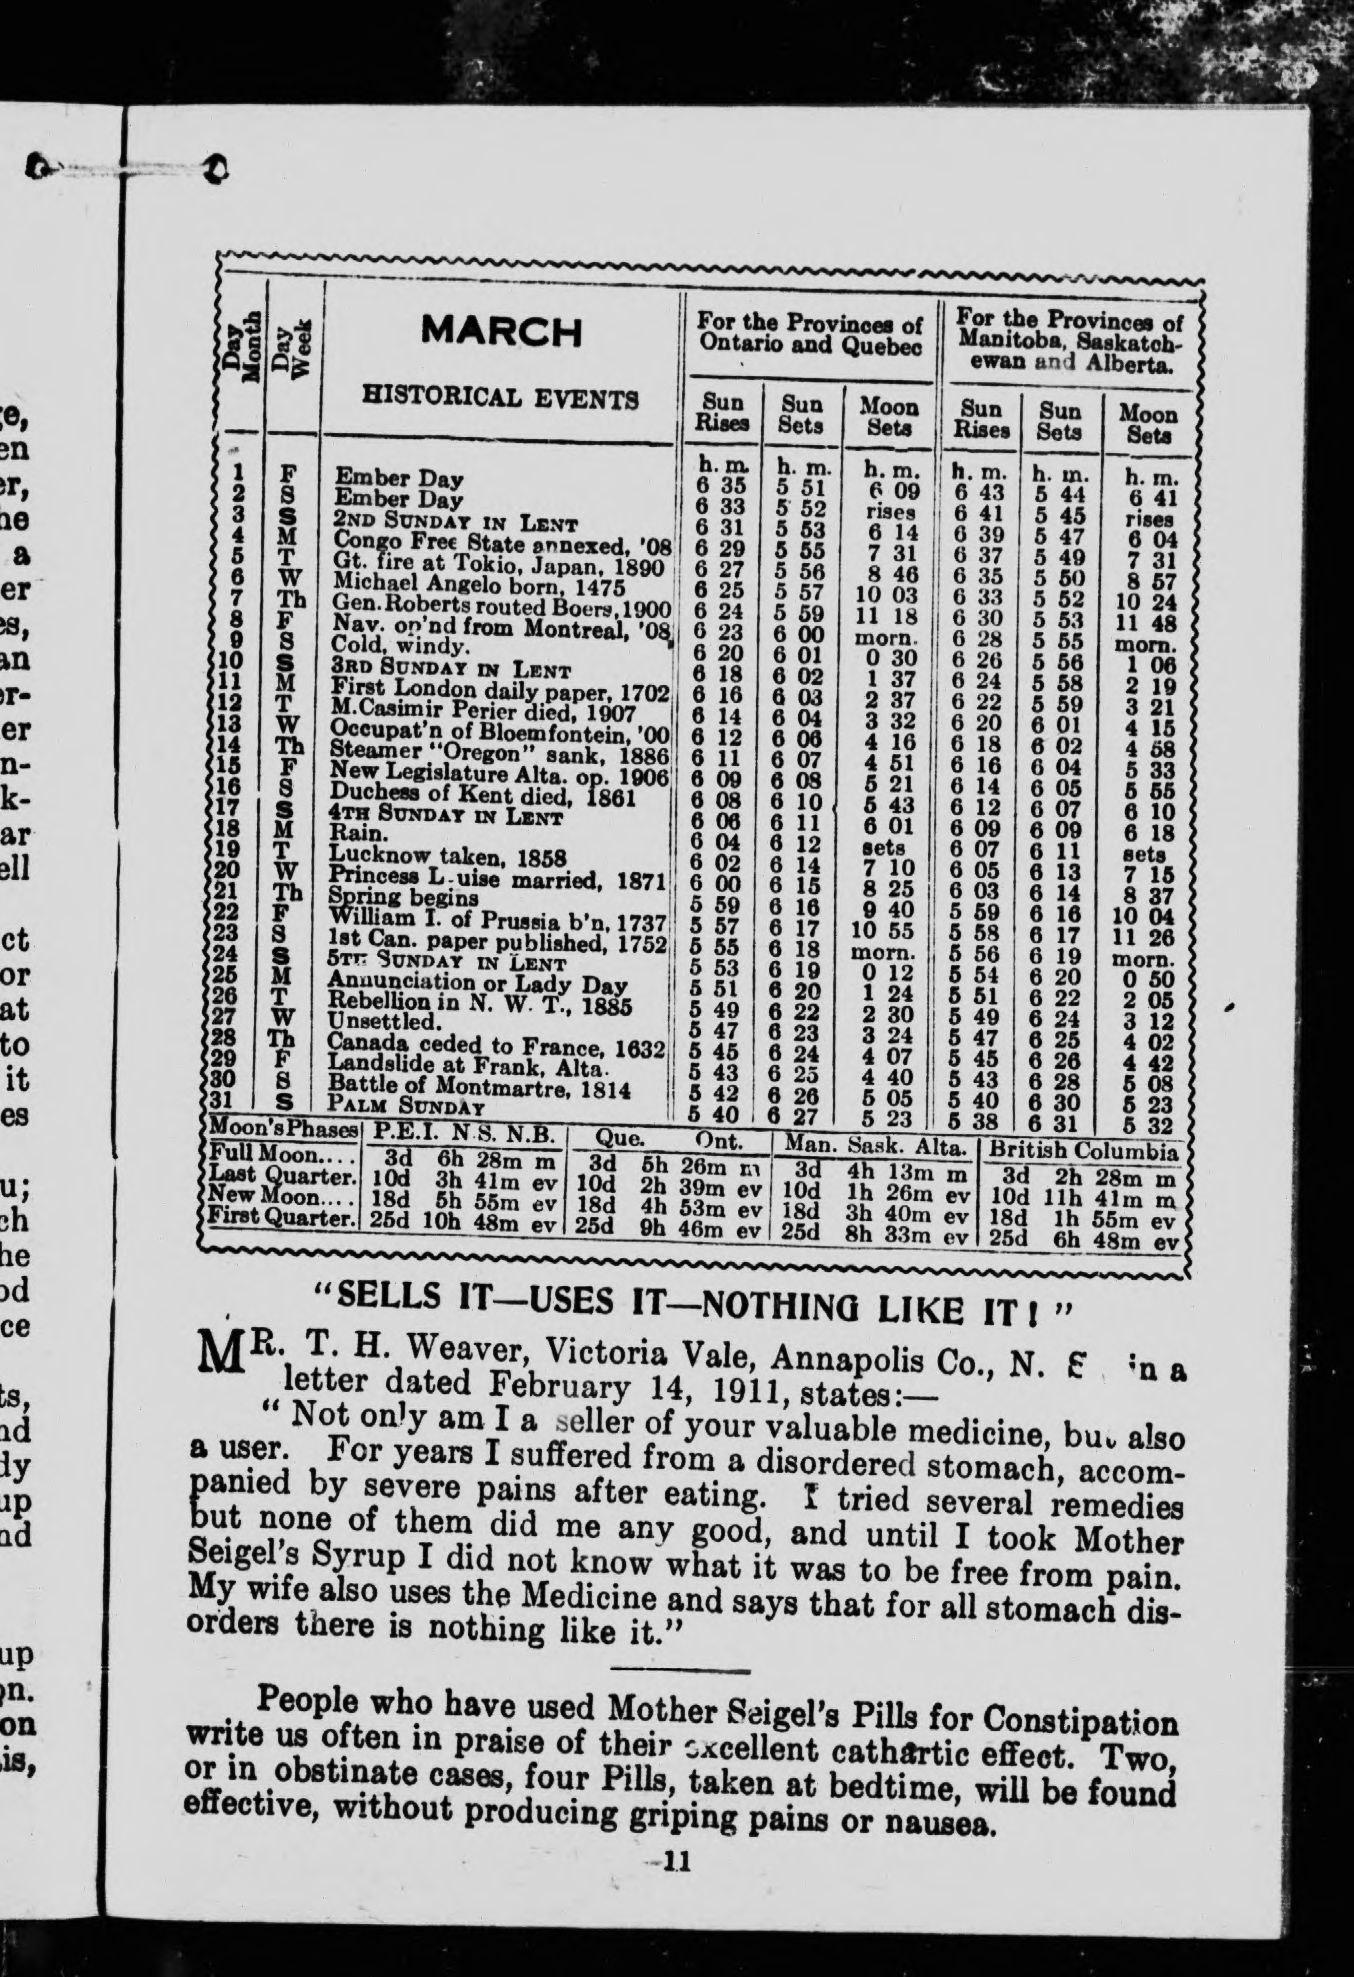 Day Month
Day Week
MARCH
HISTORICAL EVENTS
For the Provinces of
Ontario and Quebec
For the Provinces of
Manitoba, Saskatch-
ewan and Alberta.
Sun Rises Sun Sets Moon Sets Sun Rises Sun Sets Moon Sets
h. m. h. m. h. m. h. m. h. m. h. m.
1 F Ember Day 6 35 5 51 6 09 6 43 5 44 6 41
2 S Ember Day 6 33 5 52 rises 6 41 5 45 rises
3 S 2ND SUNDAY IN LENT 6 31 5 53 6 14 6 39 5 47 6 04
4 M Congo Free State annexed, '08 6 29 5 55 7 31 6 37 5 49 7 31
5 T Gt. fire at Tokio, Japan, 1890 6 27 5 56 8 46 6 35 5 50 8 57
6 W Michael Angelo born, 1475 6 25 5 57 10 03 6 33 5 52 10 24
7 Th Gen. Roberts routed Boers, 1900 6 24 5 59 11 18 6 30 5 53 11 48
8 F Nav. op'nd from Montreal, '08 6 23 6 00 morn. 6 28 5 55 morn.
9 S Cold, windy. 6 20 6 01 0 30 6 26 5 56 1 06
10 S 3RD SUNDAY IN LENT 6 18 6 02 1 37 6 24 5 58 2 19
11 M First London daily paper, 1702 6 16 6 03 2 37 6 22 5 59 3 21
12 T M. Casimir Perier died, 1907 6 14 6 04 3 32 6 20 6 01 4 15
13 W Occupat'n of Bloemfontein, '00 6 12 6 06 4 16 6 18 6 02 4 58
14 Th Steamer "Oregon" sank, 1886 6 11 6 07 4 51 6 16 6 04 5 33
15 F New Legislature Alta. op. 1906 6 09 6 08 5 21 6 14 6 05 5 55
16 S Duchess of Kent died, 1861 6 08 6 10 5 43 6 12 6 07 6 10
17 S 4TH SUNDAY IN LENT 6 06 6 11 6 01 6 09 6 09 6 18
18 M Rain. 6 04 6 12 sets 6 07 6 11 sets
19 T Lucknow taken, 1858 6 02 6 14 7 10 6 05 6 13 7 15
20 W Princess L uise married, 1871 6 00 6 15 8 25 6 03 6 14 8 37
21 Th Spring begins 5 59 6 16 9 40 5 59 6 16 10 04
22 F William I. of Prussia b'n, 1737 5 57 6 17 10 55 5 58 6 17 11 26
23 S 1st Can. paper published, 1752 5 55 6 18 morn. 5 56 6 19 morn.
24 S 5TH SUNDAY IN LENT 5 53 6 19 0 12 5 54 6 20 0 50
25 M Annunciation or Lady Day 5 51 6 20 1 24 5 51 6 22 2 05
26 T Rebellion in N. W. T., 1885 5 49 6 22 2 30 5 49 6 24 3 12
27 W Unsettled. 5 47 6 23 3 24 5 47 6 25 4 02
28 Th Canada ceded to France, 1632 5 45 6 24 4 07 5 45 6 26 4 42
29 F Landslide at Frank, Alta. 5 43 6 25 4 40 5 43 6 28 5 08
30 S Battle of Montmartre, 1814 5 42 6 26 5 05 5 40 6 30 5 23
31 S PALM SUNDAY 5 40 6 27 5 23 5 38 6 31 5 32
Moon's Phases P.E.I. N.S. N.B. Que. Ont. Man. Sask. Alta. British Columbia
Full Moon.... 3d 6h 28m m 3d 5h 26m m 3d 4h 13m m 3d 2h 28m m
Last Quarter. 10d 3h 41m ev 10d 2h 39m ev 10d 1h 26m ev 10d 11h 41m m
New Moon.... 18d 5h 55m ev 18d 4h 53m ev 18d 3h 40m ev 18d 1h 55m ev
First Quarter. 25d 10h 48m ev 25d 9h 46m ev 25d 8h 33m ev 25d 6h 48m ev
"SELLS IT—USES IT—NOTHING LIKE IT!"
MR. T. H. Weaver, Victoria Vale, Annapolis Co., N. S in a
letter dated February 14, 1911, states:—
"Not only am I a seller of your valuable medicine, but also
a user. For years I suffered from a disordered stomach, accom-
panied by severe pains after eating. I tried several remedies
but none of them did me any good, and until I took Mother
Seigel's Syrup I did not know what it was to be free from pain.
My wife also uses the Medicine and says that for all stomach dis-
orders there is nothing like it."
People who have used Mother Seigel's Pills for Constipation
write us often in praise of their excellent cathartic effect. Two,
or in obstinate cases, four Pills, taken at bedtime, will be found
effective, without producing griping pains or nausea.
11